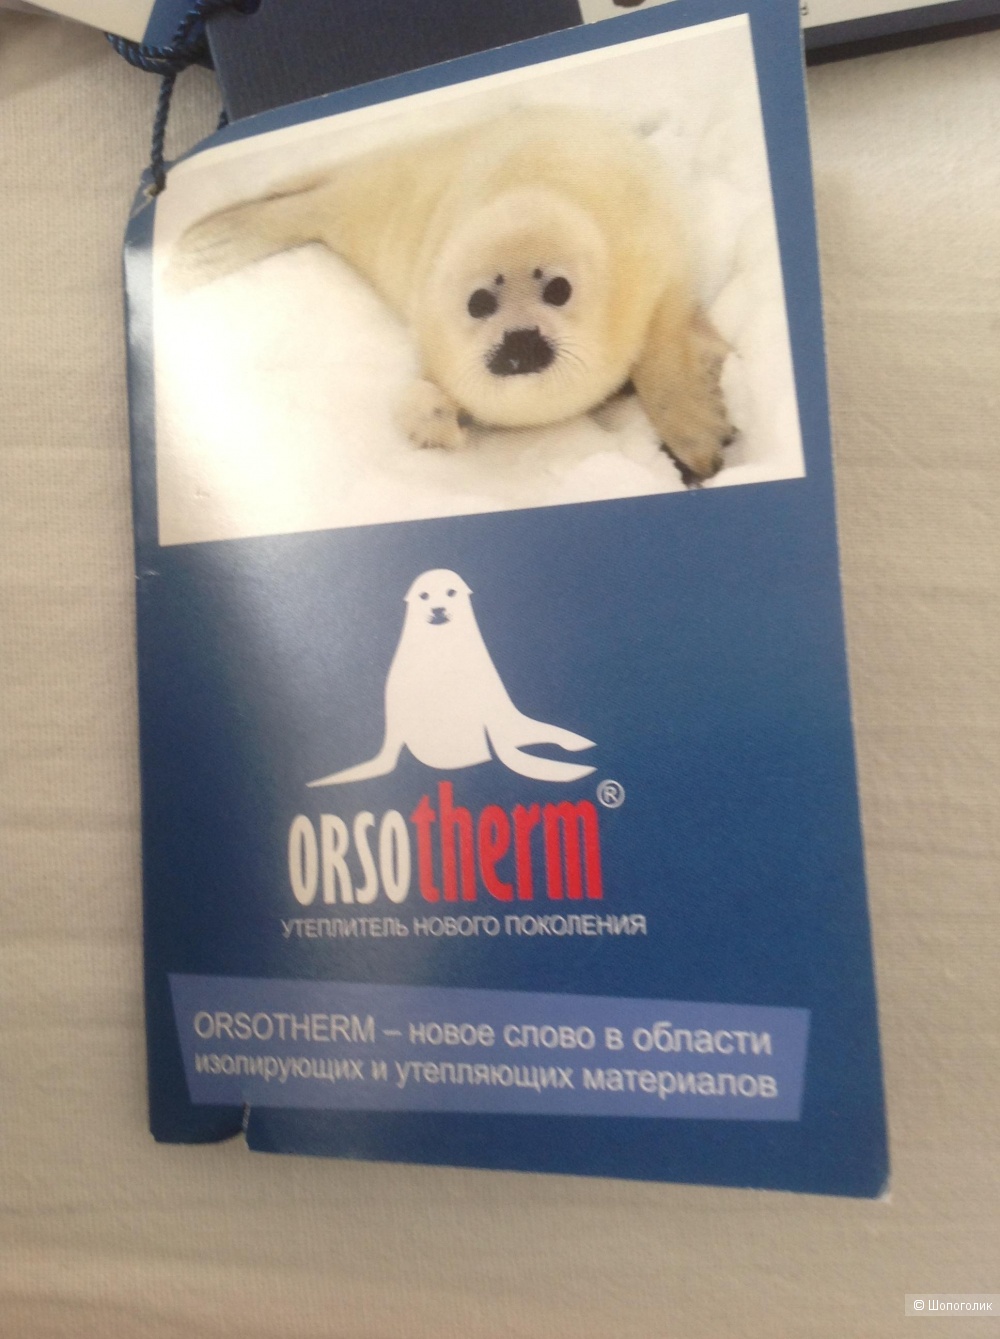 ORSOtherm®
УТЕПЛИТЕЛЬ НОВОГО ПОКОЛЕНИЯ
ORSOTHERM – новое слово в области
изолирующих и утепляющих материалов
© Шопоголик